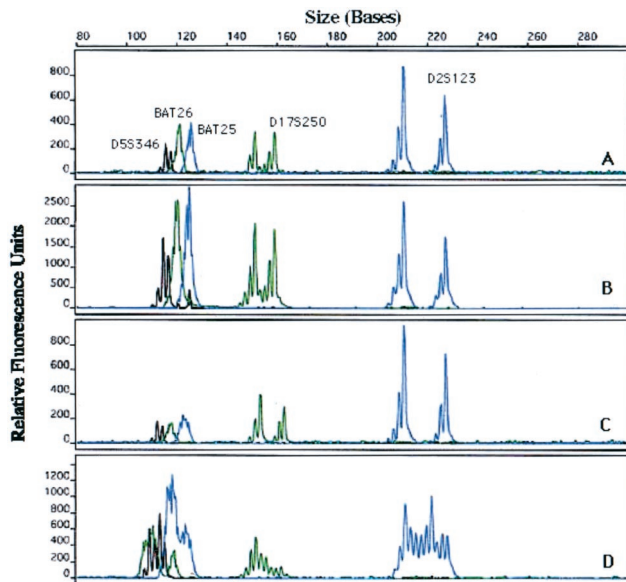 Size (Bases)
80 100 120 140 160 180 200 220 240 260 280
Relative Fluorescence Units
800
600
400
200
0
D5S346
BAT26
BAT25
D17S250
D2S123
A
2500
2000
1500
1000
500
0
B
800
600
400
200
0
C
1200
1000
800
600
400
200
0
D